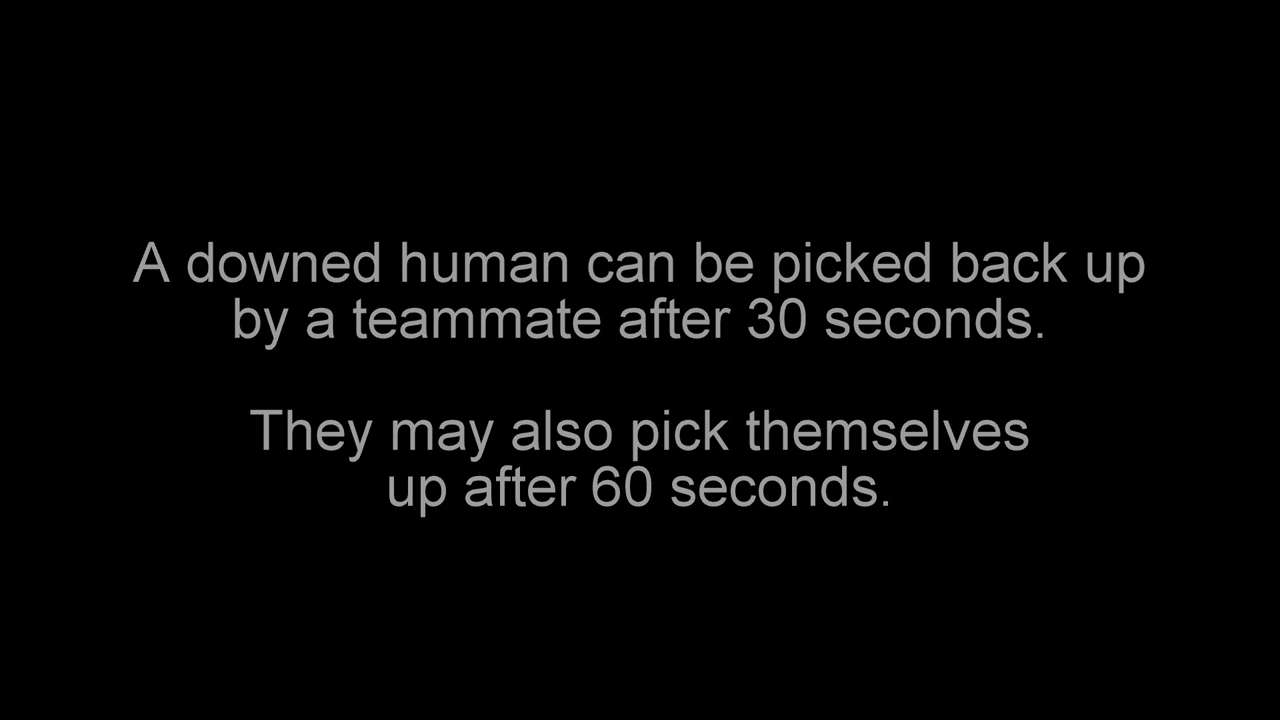 A downed human can be picked back up
by a teammate after 30 seconds.
They may also pick themselves
up after 60 seconds.